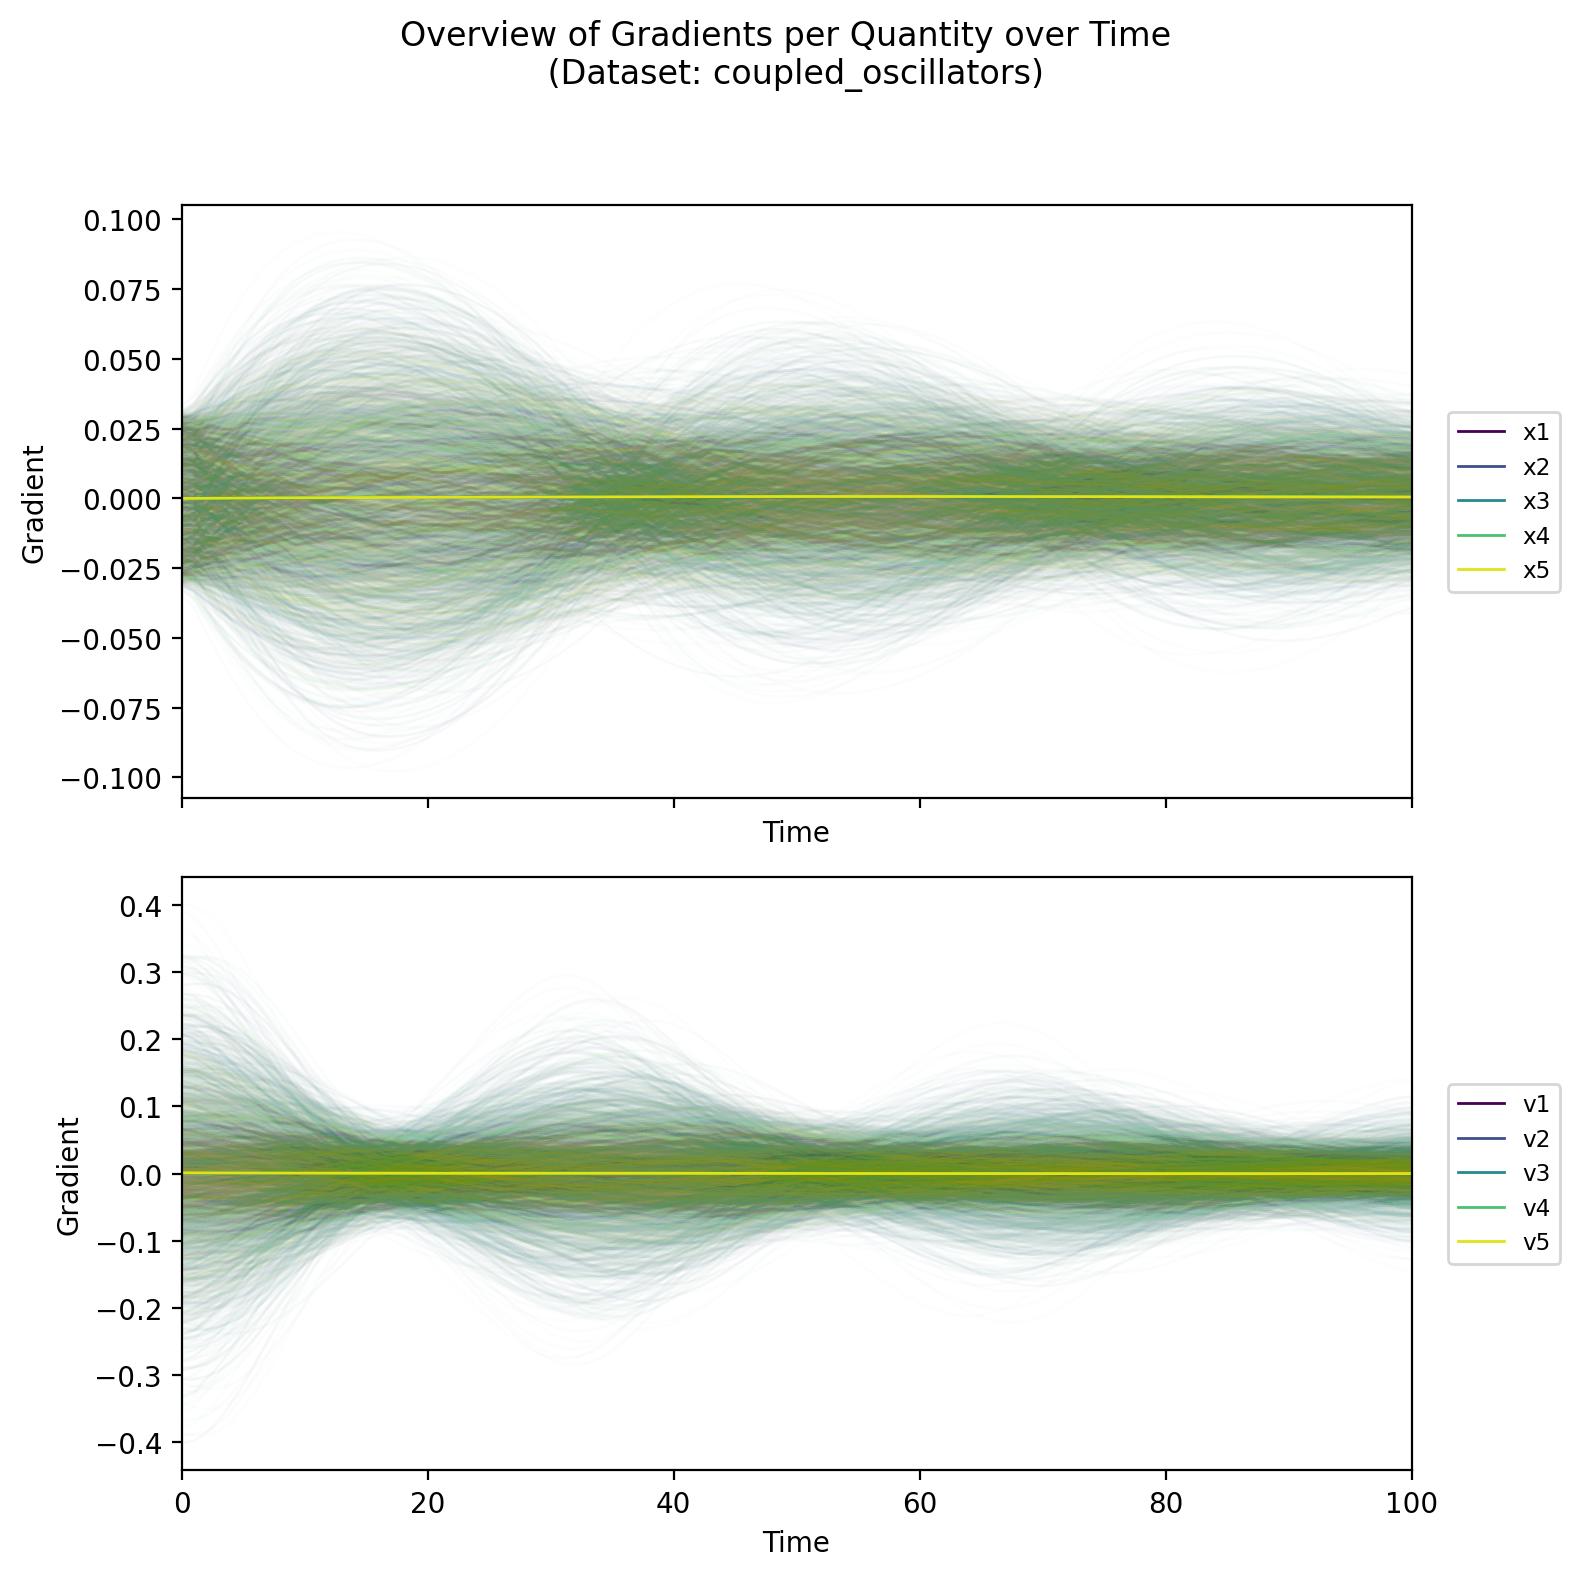 Overview of Gradients per Quantity over Time
(Dataset: coupled_oscillators)
0.100
0.075
0.050
0.025
0.000
−0.025
−0.050
−0.075
−0.100
Gradient
Time
x1
x2
x3
x4
x5
0.4
0.3
0.2
0.1
0.0
−0.1
−0.2
−0.3
−0.4
Gradient
0 20 40 60 80 100
Time
v1
v2
v3
v4
v5